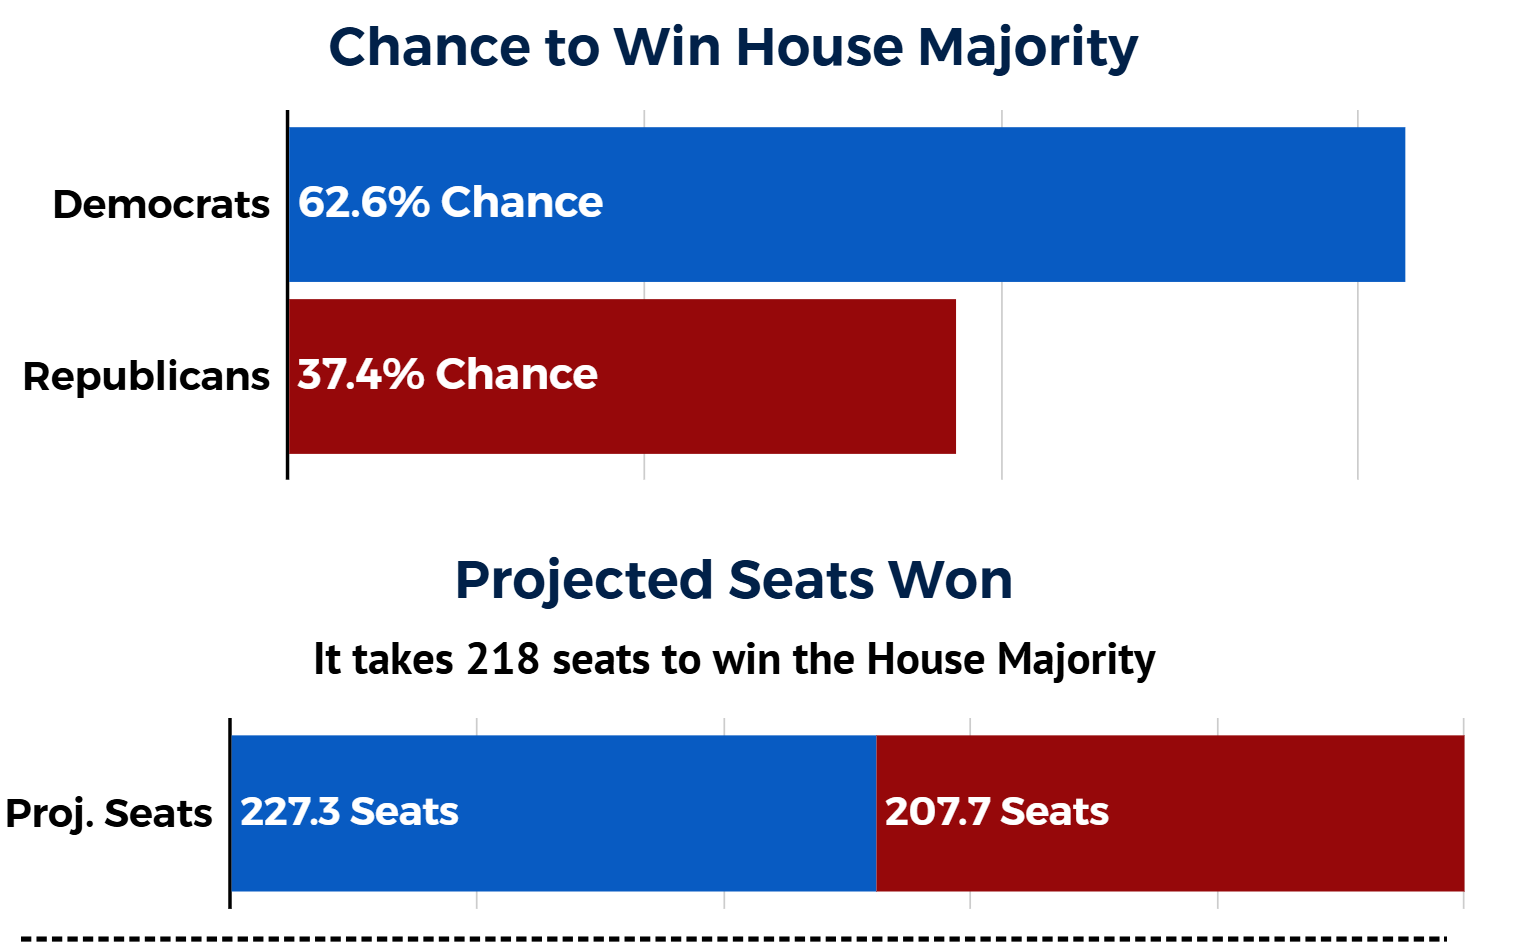 Chance to Win House Majority
Democrats
62.6% Chance
Republicans
37.4% Chance
Projected Seats Won
It takes 218 seats to win the House Majority
Proj. Seats
227.3 Seats
207.7 Seats